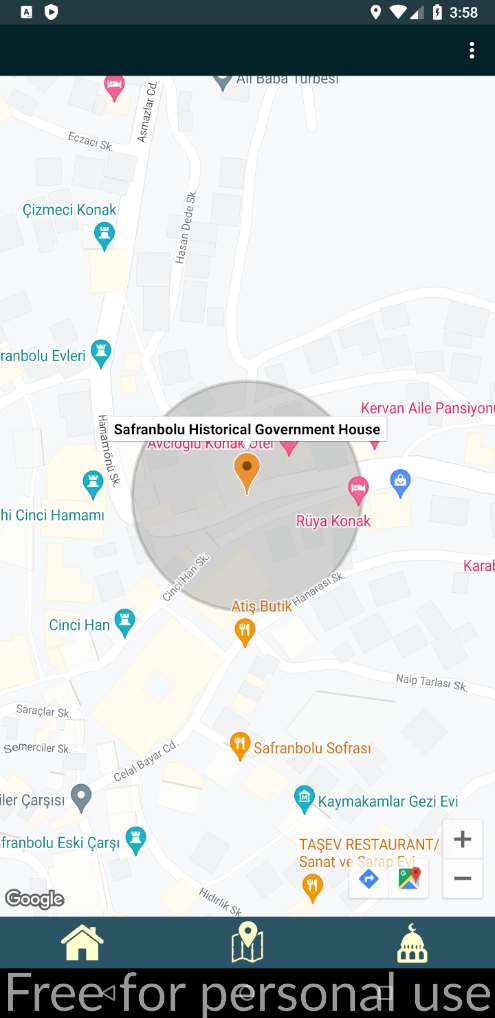 3:58
Ali Baba Türbesi
Asmazlar Cd.
Eczacı Sk.
Hasan Dede Sk.
Çizmeci Konak
ranbolu Evleri
Kervan Aile Pansiyonu
Safranbolu Historical Government House
Avcıoğlu Konak Otel
Hamamönü Sk.
Rüya Konak
hi Cinci Hamamı
Karab
Cinci Han Sk.
Hanarası Sk.
Atiş Butik
Cinci Han
Naip Tarlası Sk.
Saraçlar Sk.
Semerciler Sk.
Celal Bayar Cd.
Safranbolu Sofrası
iler Çarşısı
Kaymakamlar Gezi Evi
afranbolu Eski Çarşı
TAŞEV RESTAURANT/
Sanat ve Şarap Evi
Hıdırlık Sk.
Google
Free for personal use